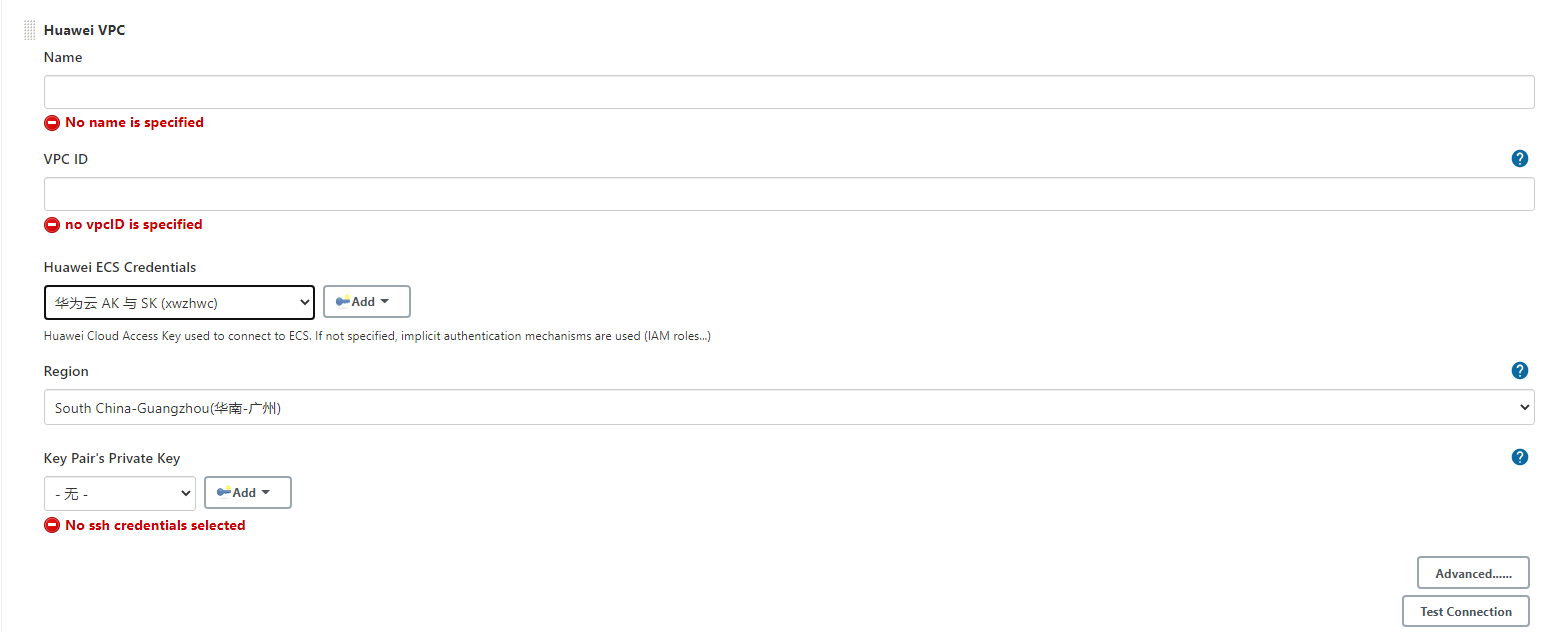 Huawei VPC
Name
No name is specified
VPC ID
?
no vpcID is specified
Huawei ECS Credentials
华为云 AK 与 SK (xwzhwc)
Add
Huawei Cloud Access Key used to connect to ECS. If not specified, implicit authentication mechanisms are used (IAM roles...)
Region
?
South China-Guangzhou(华南-广州)
Key Pair's Private Key
?
- 无 -
Add
No ssh credentials selected
Advanced......
Test Connection